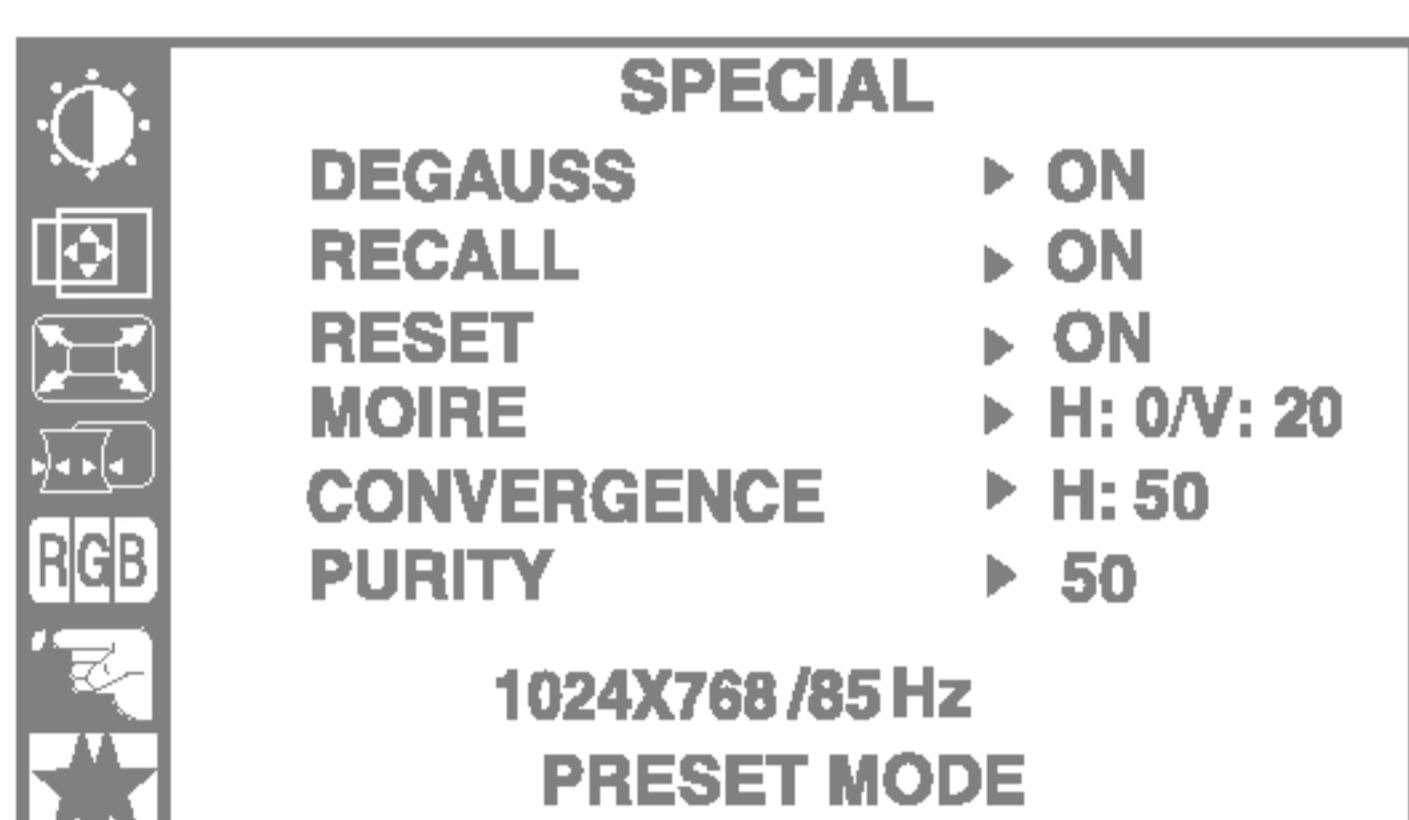 SPECIAL
DEGAUSS ▶ ON
RECALL ▶ ON
RESET ▶ ON
MOIRE ▶ H: 0/V: 20
CONVERGENCE ▶ H: 50
PURITY ▶ 50
RGB
1024X768 /85 Hz
PRESET MODE